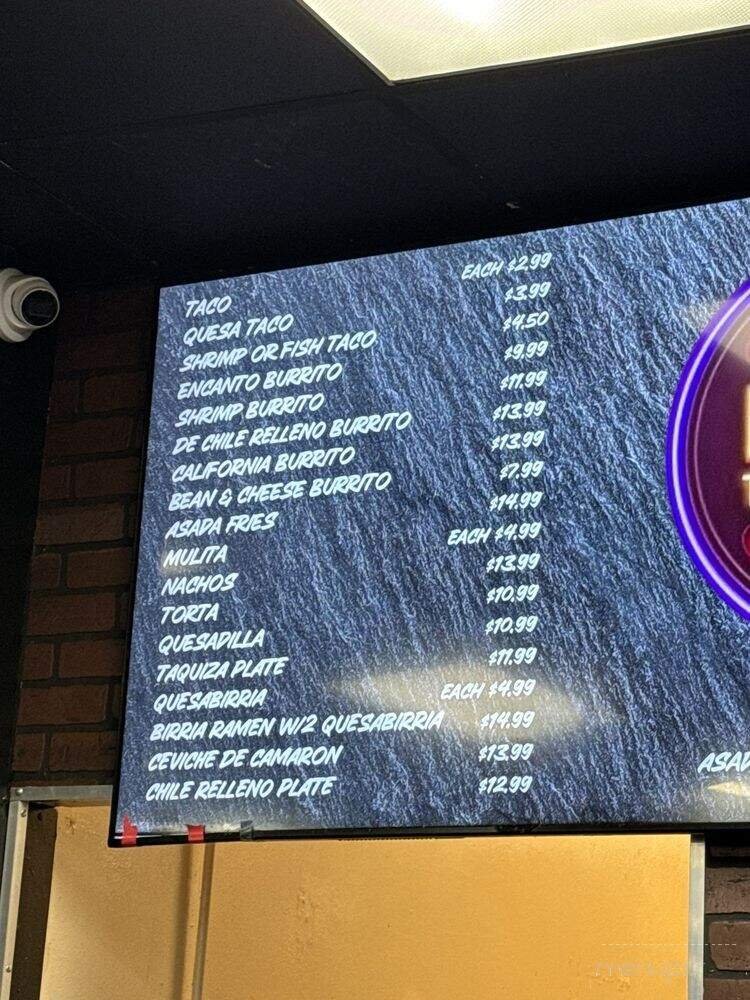 TACO EACH $2.99
QUESA TACO $3.99
SHRIMP OR FISH TACO $4.50
ENCANTO BURRITO $9.99
SHRIMP BURRITO $11.99
DE CHILE RELLENO BURRITO $13.99
CALIFORNIA BURRITO $13.99
BEAN & CHEESE BURRITO $7.99
ASADA FRIES $14.99
MULITA EACH $4.99
NACHOS $13.99
TORTA $10.99
QUESADILLA $10.99
TAQUIZA PLATE $11.99
QUESABIRRIA EACH $4.99
BIRRIA RAMEN W/2 QUESABIRRIA $14.99
CEVICHE DE CAMARON $13.99
CHILE RELLENO PLATE $12.99